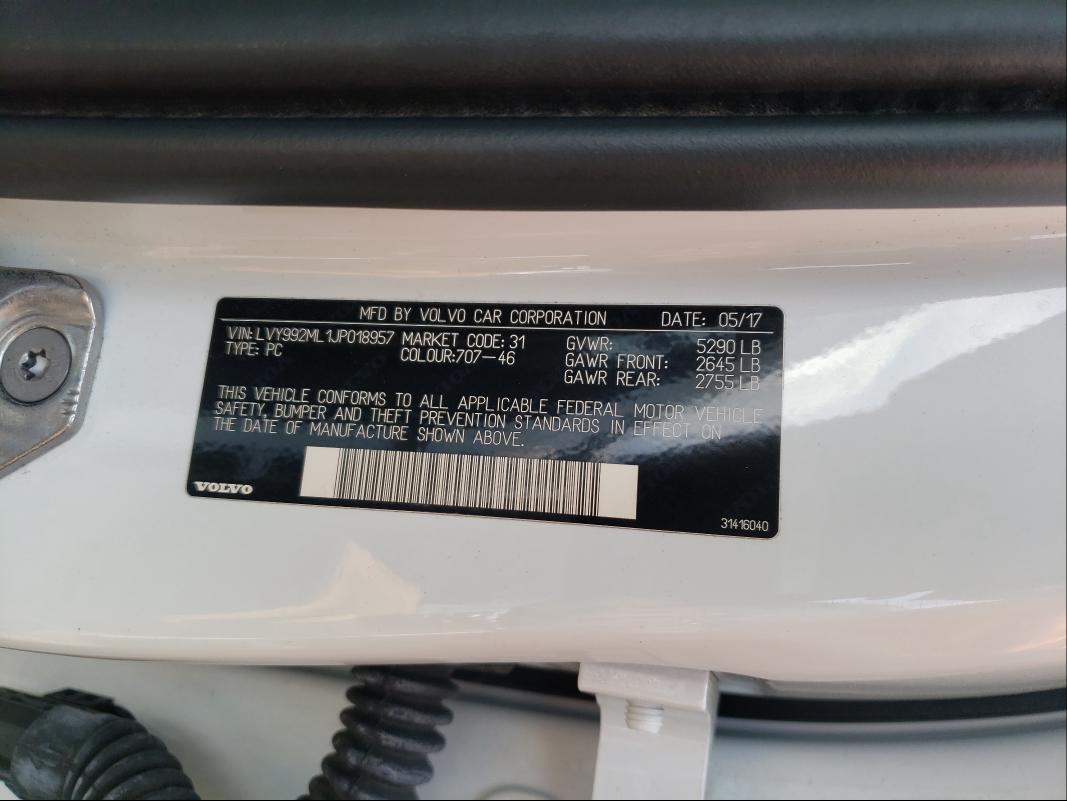 MFD BY VOLVO CAR CORPORATION DATE: 05/17
VIN:LVY992ML1JP018957 MARKET CODE:31 GVWR: 5290 LB
TYPE: PC COLOUR:707-46 GAWR FRONT: 2645 LB
GAWR REAR: 2755 LB
THIS VEHICLE CONFORMS TO ALL APPLICABLE FEDERAL MOTOR VEHICLE
SAFETY, BUMPER AND THEFT PREVENTION STANDARDS IN EFFECT ON
THE DATE OF MANUFACTURE SHOWN ABOVE.
VOLVO
31416040